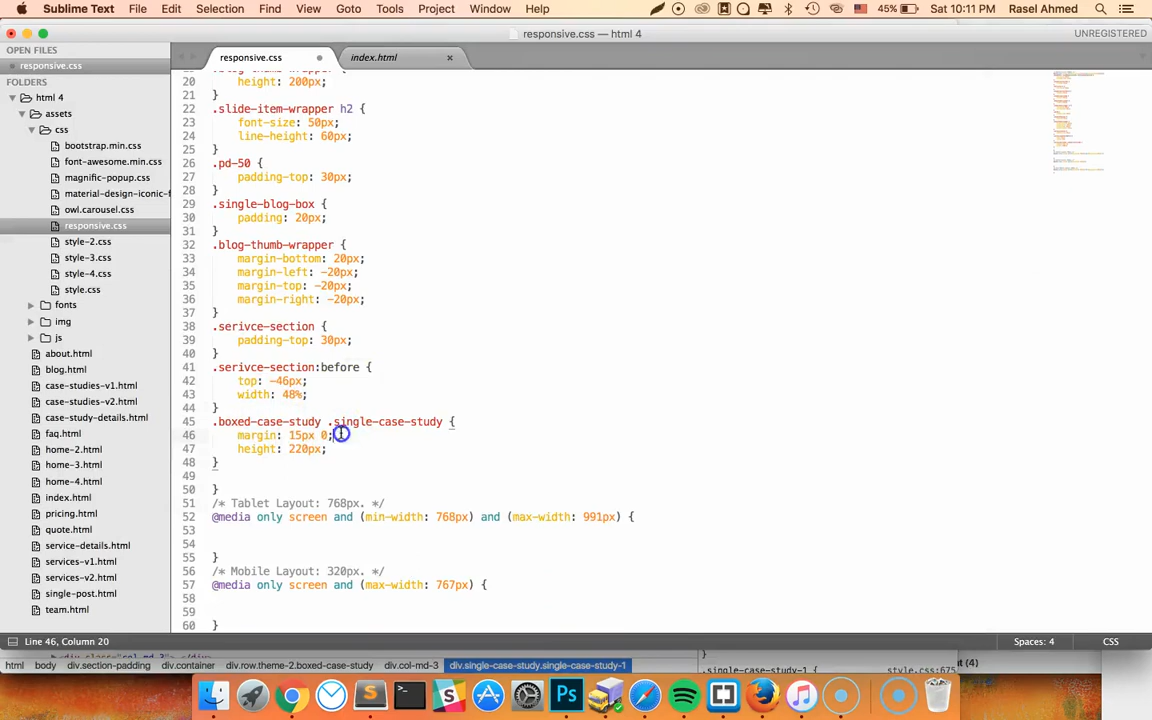 Sublime Text File Edit Selection Find View Goto Tools Project Window Help 45% Sat 10:11 PM Rasel Ahmed
responsive.css — html 4 UNREGISTERED
OPEN FILES
responsive.css
FOLDERS
html 4
assets
css
bootstrap.min.css
font-awesome.min.css
magnific-popup.css
material-design-iconic-f
owl.carousel.css
responsive.css
style-2.css
style-3.css
style-4.css
style.css
fonts
img
js
about.html
blog.html
case-studies-v1.html
case-studies-v2.html
case-study-details.html
faq.html
home-2.html
home-3.html
home-4.html
index.html
pricing.html
quote.html
service-details.html
services-v1.html
services-v2.html
single-post.html
team.html
responsive.css index.html
20 height: 200px;
21 }
22 .slide-item-wrapper h2 {
23 font-size: 50px;
24 line-height: 60px;
25 }
26 .pd-50 {
27 padding-top: 30px;
28 }
29 .single-blog-box {
30 padding: 20px;
31 }
32 .blog-thumb-wrapper {
33 margin-bottom: 20px;
34 margin-left: -20px;
35 margin-top: -20px;
36 margin-right: -20px;
37 }
38 .serivce-section {
39 padding-top: 30px;
40 }
41 .serivce-section:before {
42 top: -46px;
43 width: 48%;
44 }
45 .boxed-case-study .single-case-study {
46 margin: 15px 0;
47 height: 220px;
48 }
49
50 }
51 /* Tablet Layout: 768px. */
52 @media only screen and (min-width: 768px) and (max-width: 991px) {
53
54
55 }
56 /* Mobile Layout: 320px. */
57 @media only screen and (max-width: 767px) {
58
59
60 }
Line 46, Column 20 Spaces: 4 CSS
html body div.section-padding div.container div.row.theme-2.boxed-case-study div.col-md-3 div.single-case-study.single-case-study-1 .single-case-study-1 { style.css:675